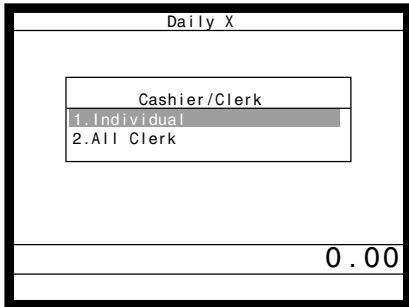 Daily X
Cashier/Clerk
1.Individual
2.All Clerk
0.00